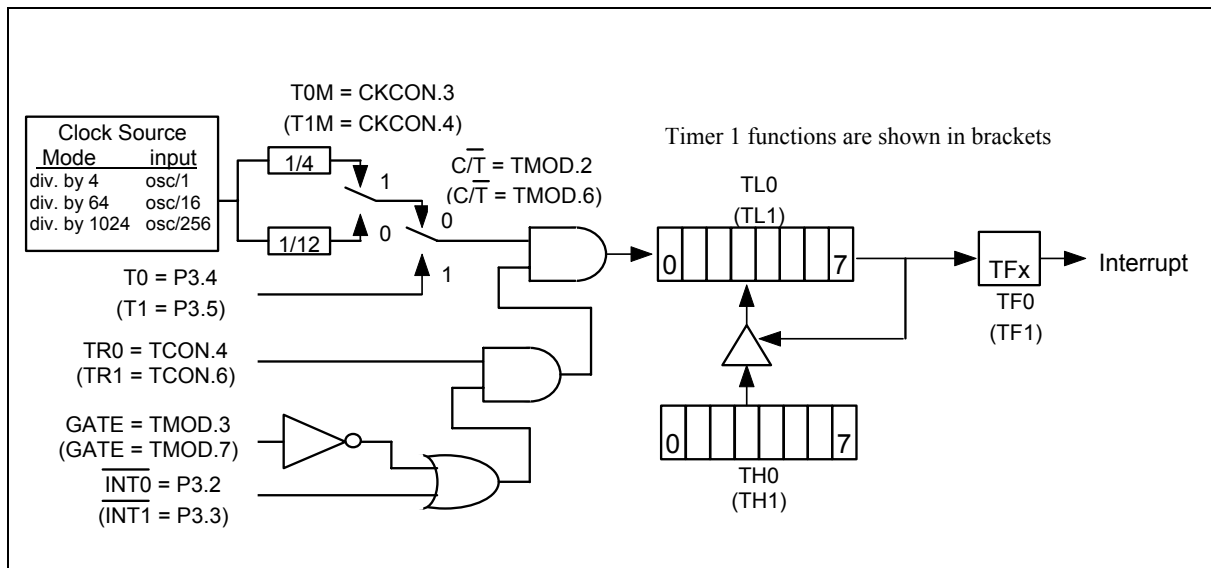 T0M = CKCON.3
(T1M = CKCON.4)
Clock Source
Mode input
div. by 4 osc/1
div. by 64 osc/16
div. by 1024 osc/256
1/4
1/12
1
0
C/T̅ = TMOD.2
(C/T̅ = TMOD.6)
0
1
T0 = P3.4
(T1 = P3.5)
TR0 = TCON.4
(TR1 = TCON.6)
GATE = TMOD.3
(GATE = TMOD.7)
I̅N̅T̅0̅ = P3.2
(I̅N̅T̅1̅ = P3.3)
Timer 1 functions are shown in brackets
TL0
(TL1)
0 7
TFx
Interrupt
TF0
(TF1)
0 7
TH0
(TH1)